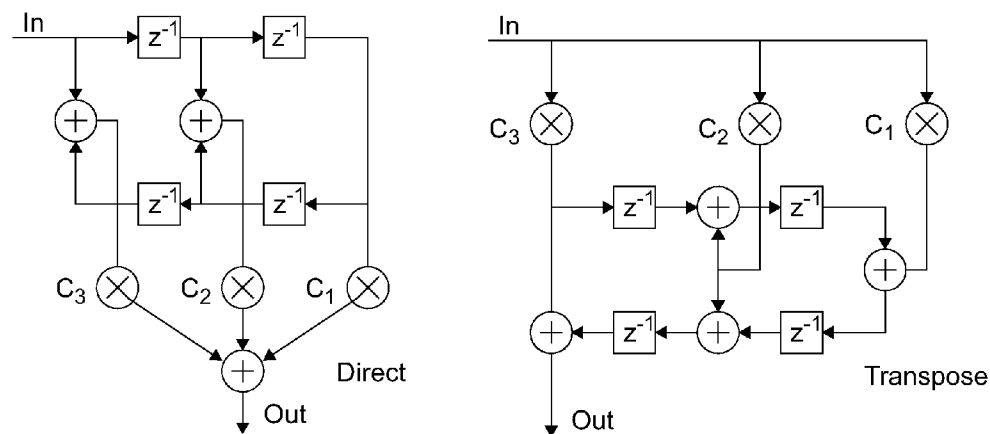 In
z⁻¹ z⁻¹
+ +
z⁻¹ z⁻¹
C₃ × C₂ × C₁ ×
+
Direct
Out
In
C₃ × C₂ × C₁ ×
z⁻¹ + z⁻¹
+
+ z⁻¹ + z⁻¹
Transpose
Out